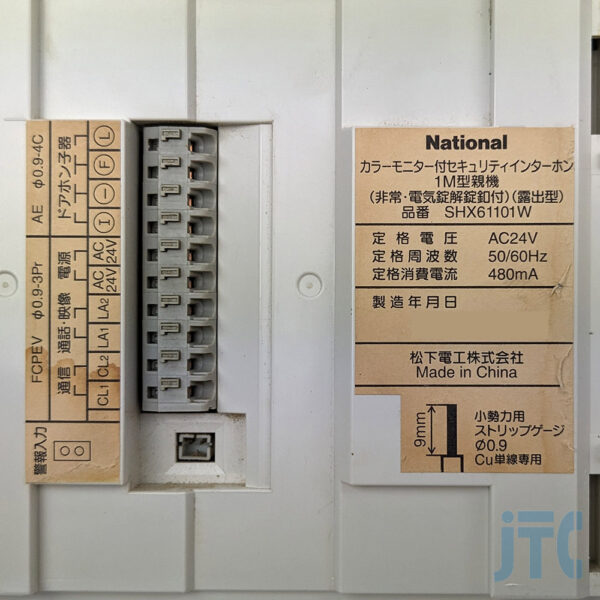 AE φ0.9-4C
ドアホン子器
L
F
ー
I
FCPEV φ0.9-3Pr
電源
AC 24V
AC 24V
通話・映像
LA2
LA1
通信
CL2
CL1
警報入力
National
カラーモニター付セキュリティインターホン
1M型親機
(非常・電気錠解錠釦付)(露出型)
品番 SHX61101W
定格電圧 AC24V
定格周波数 50/60Hz
定格消費電流 480mA
製造年月日
松下電工株式会社
Made in China
9mm
小勢力用
ストリップゲージ
φ0.9
Cu単線専用
JTC